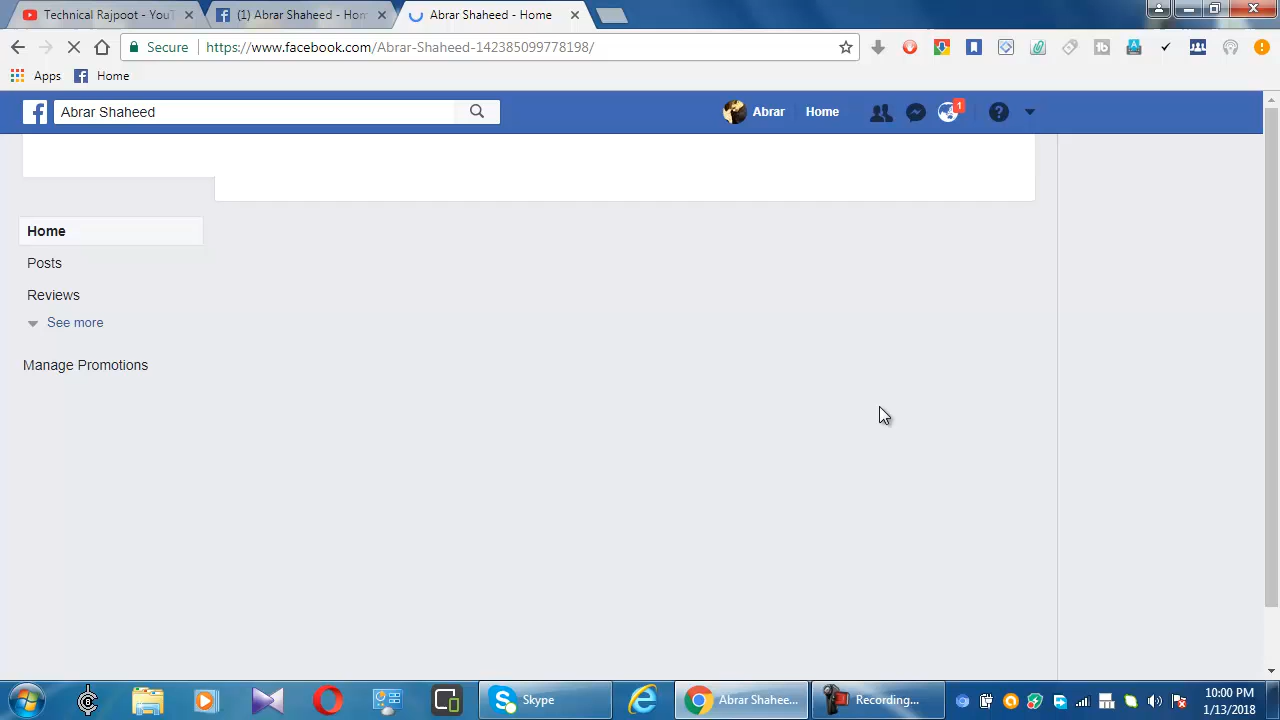 Technical Rajpoot - YouT
(1) Abrar Shaheed - Hom
Abrar Shaheed - Home
Secure
https://www.facebook.com/Abrar-Shaheed-142385099778198/
Apps
Home
Abrar Shaheed
Abrar
Home
1
Home
Posts
Reviews
See more
Manage Promotions
Skype
Abrar Shahee...
Recording...
10:00 PM
1/13/2018